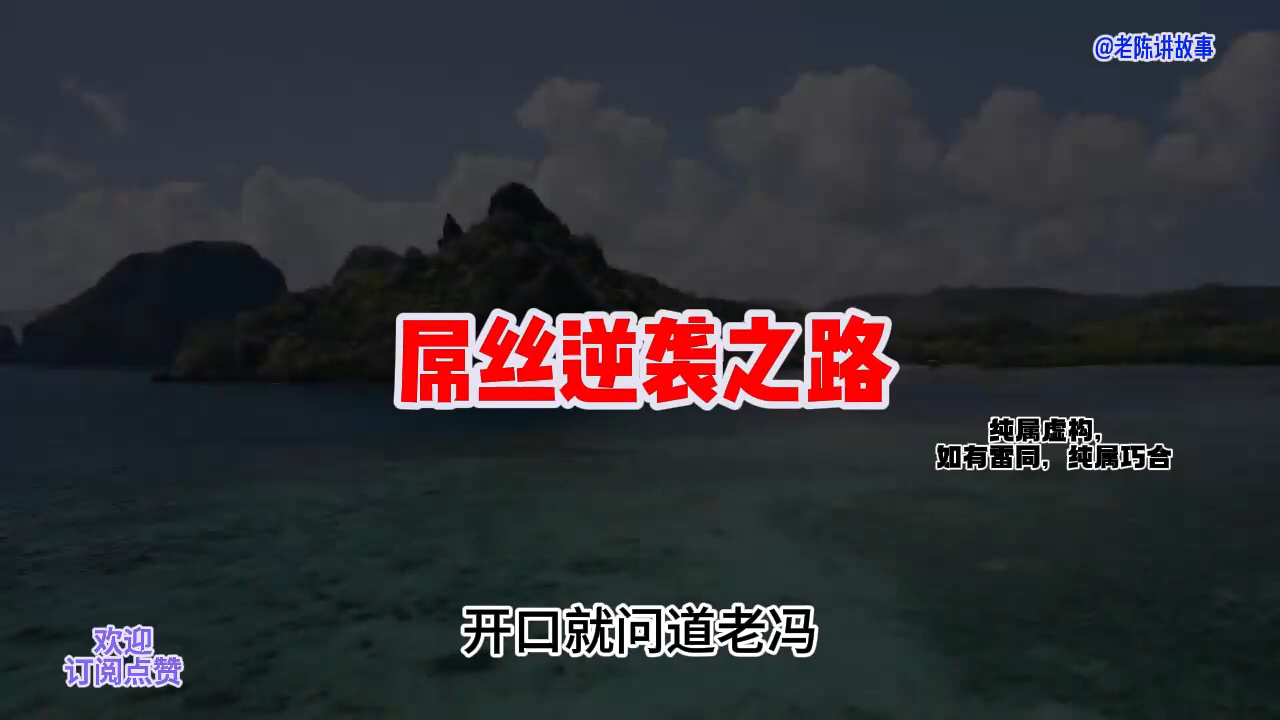 @老陈讲故事
屌丝逆袭之路
纯属虚构，
如有雷同，纯属巧合
开口就问道老冯
欢迎
订阅点赞